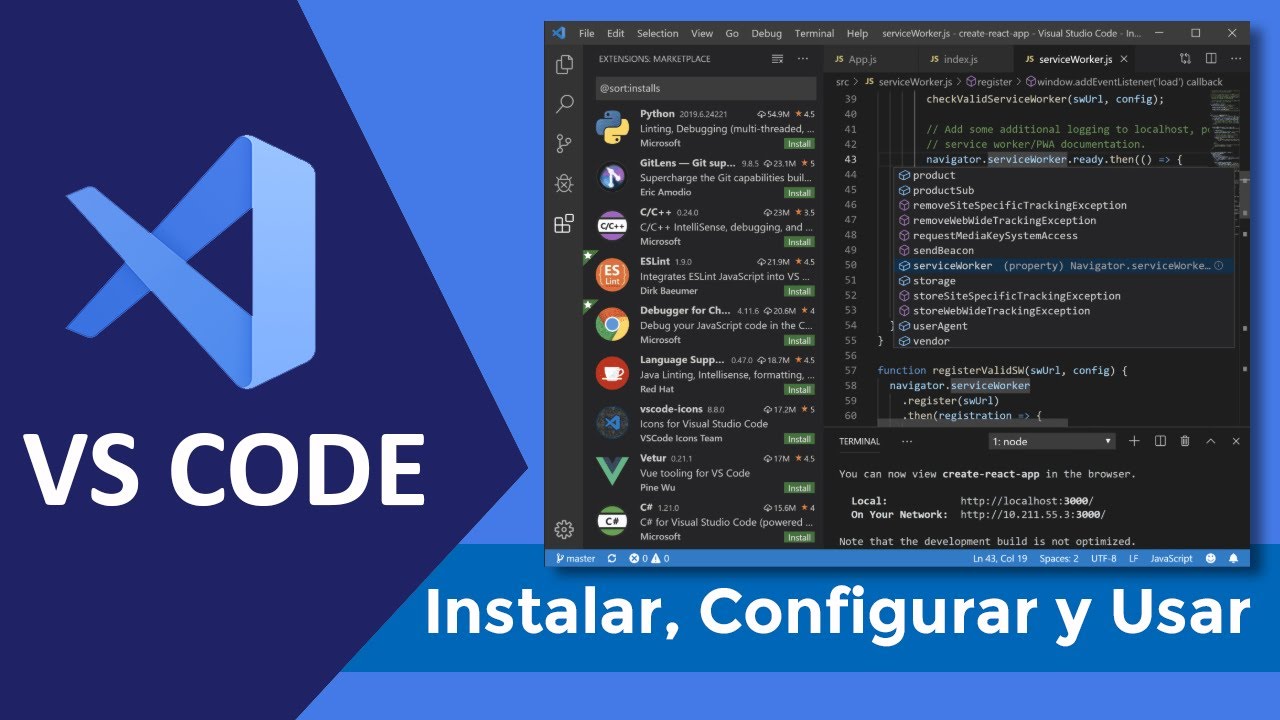 VS CODE
Instalar, Configurar y Usar
File Edit Selection View Go Debug Terminal Help
serviceWorker.js - create-react-app - Visual Studio Code - In...
EXTENSIONS: MARKETPLACE
@sort:installs
Python 2019.6.24221 54.9M 4.5
Linting, Debugging (multi-threaded, ...
Microsoft Install
GitLens — Git sup... 9.8.5 23.1M 5
Supercharge the Git capabilities buil...
Eric Amodio Install
C/C++
C/C++ 0.24.0 23M 3.5
C/C++ IntelliSense, debugging, and ...
Microsoft Install
ES
Lint
ESLint 1.9.0 21.9M 4.5
Integrates ESLint JavaScript into VS ...
Dirk Baeumer Install
Debugger for Ch... 4.11.6 20.6M 4
Debug your JavaScript code in the C...
Microsoft Install
Language Supp... 0.47.0 18.7M 4.5
Java Linting, Intellisense, formatting, ...
Red Hat Install
vscode-icons 8.8.0 17.2M 5
Icons for Visual Studio Code
VSCode Icons Team Install
Vetur 0.21.1 17M 4.5
Vue tooling for VS Code
Pine Wu Install
C#
C# 1.21.0 15.6M 4
C# for Visual Studio Code (powered ...
Microsoft Install
JS App.js JS index.js JS serviceWorker.js
src > JS serviceWorker.js > register > window.addEventListener('load') callback
39 checkValidServiceWorker(swUrl, config);
40
41 // Add some additional logging to localhost, po
42 // service worker/PWA documentation.
43 navigator.serviceWorker.ready.then(() => {
44 product
45 productSub
46 removeSiteSpecificTrackingException
47 removeWebWideTrackingException
48 requestMediaKeySystemAccess
49 sendBeacon
50 serviceWorker (property) Navigator.serviceWorke...
51 storage
52 storeSiteSpecificTrackingException
53 storeWebWideTrackingException
54 } userAgent
55 } vendor
56
57 function registerValidSW(swUrl, config) {
58 navigator.serviceWorker
59 .register(swUrl)
60 .then(registration => {
TERMINAL ... 1: node
You can now view create-react-app in the browser.
Local: http://localhost:3000/
On Your Network: http://10.211.55.3:3000/
Note that the development build is not optimized.
master 0 0 Ln 43, Col 19 Spaces: 2 UTF-8 LF JavaScript